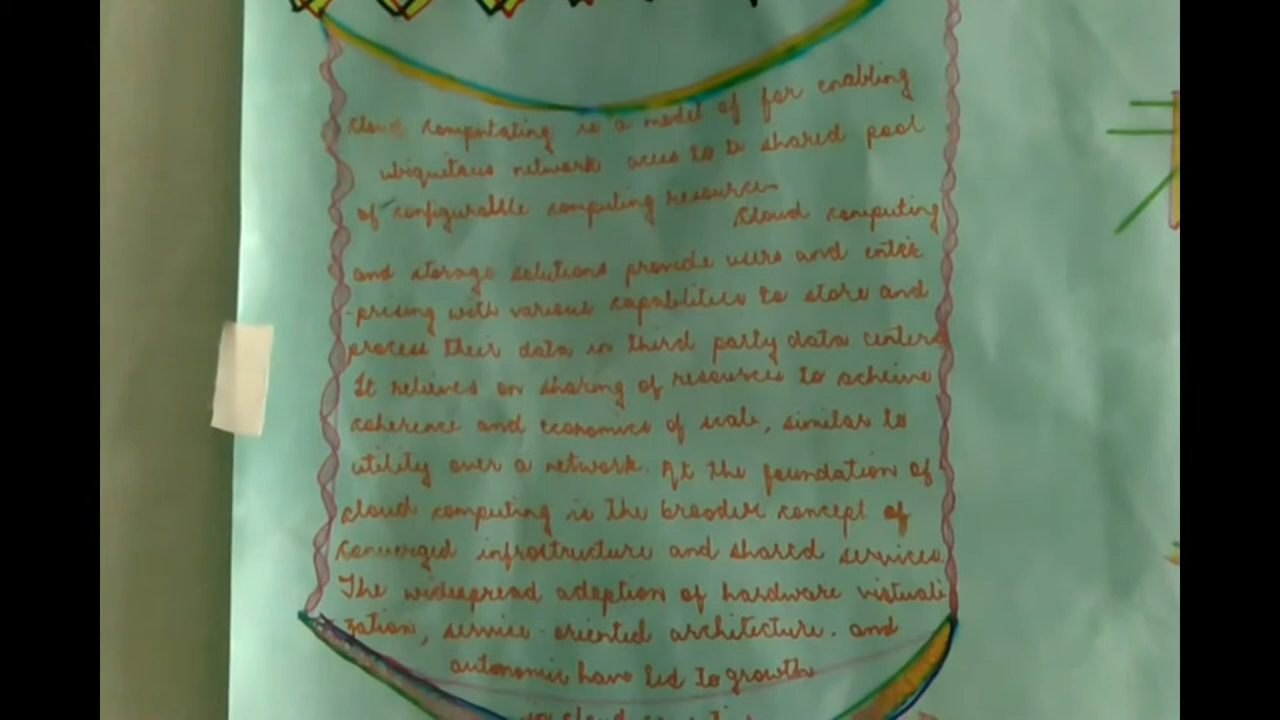 cloud computating is a model of for enabling
ubiquitous network acces to to shared pool
of configurable computing resource
Cloud computing
and storage solutions provide users and enter
-prising with various capabilities to store and
process their data in third party data centers
It relieves on sharing of resources to acheive
coherence and economics of scale, similar to
utility over a network. At the foundation of
cloud computing is the broader concept of
converged infrastructure and shared services
The widespread adoption of hardware virtuali
zation, service oriented architecture. and
autonomic have led to growth
cloud